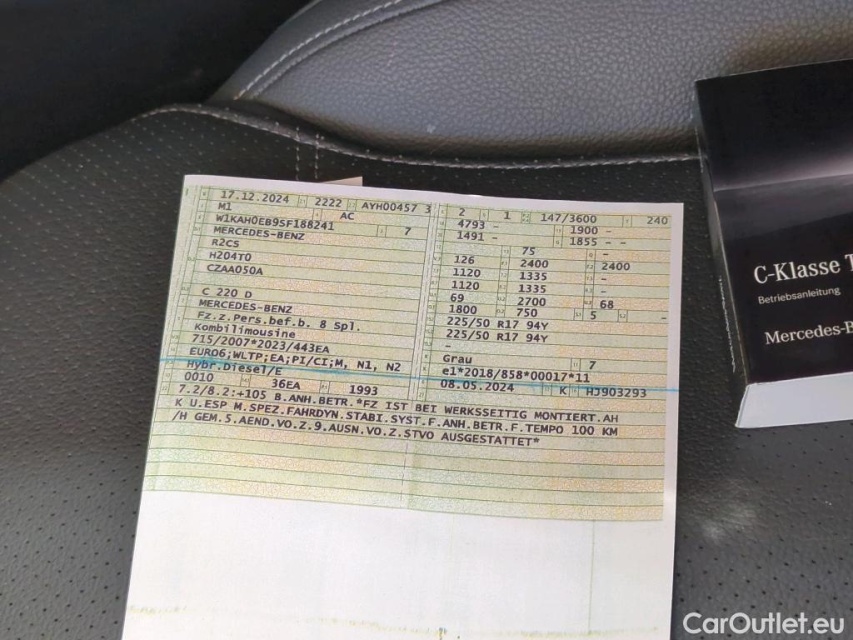 17.12.2024 2222 AYH00457 3
M1 AC
W1KAH0EB9SF188241 7
MERCEDES-BENZ
R2CS
H204T0
CZAA050A
C 220 D
MERCEDES-BENZ
Fz.z.Pers.bef.b. 8 Spl.
Kombilimousine
715/2007*2023/443EA
EURO6;WLTP;EA;PI/CI;M, N1, N2
Hybr.Diesel/E
0010 36EA 1993
2 1 147/3600 240
4793 – 1900 –
1491 – 1855 – –
75 –
126 2400 2400
1120 1335 –
1120 1335 –
69 2700 68
1800 750 5 –
225/50 R17 94Y
225/50 R17 94Y
–
Grau 7
e1*2018/858*00017*11
08.05.2024 K HJ903293
7.2/8.2:+105 B.ANH.BETR.*FZ IST BEI WERKSSEITIG MONTIERT.AH
K U.ESP M.SPEZ.FAHRDYN.STABI.SYST.F.ANH.BETR.F.TEMPO 100 KM
/H GEM.5.AEND.VO.Z.9.AUSN.VO.Z.STVO AUSGESTATTET*
C-Klasse T
Betriebsanleitung
Mercedes-B
CarOutlet.eu